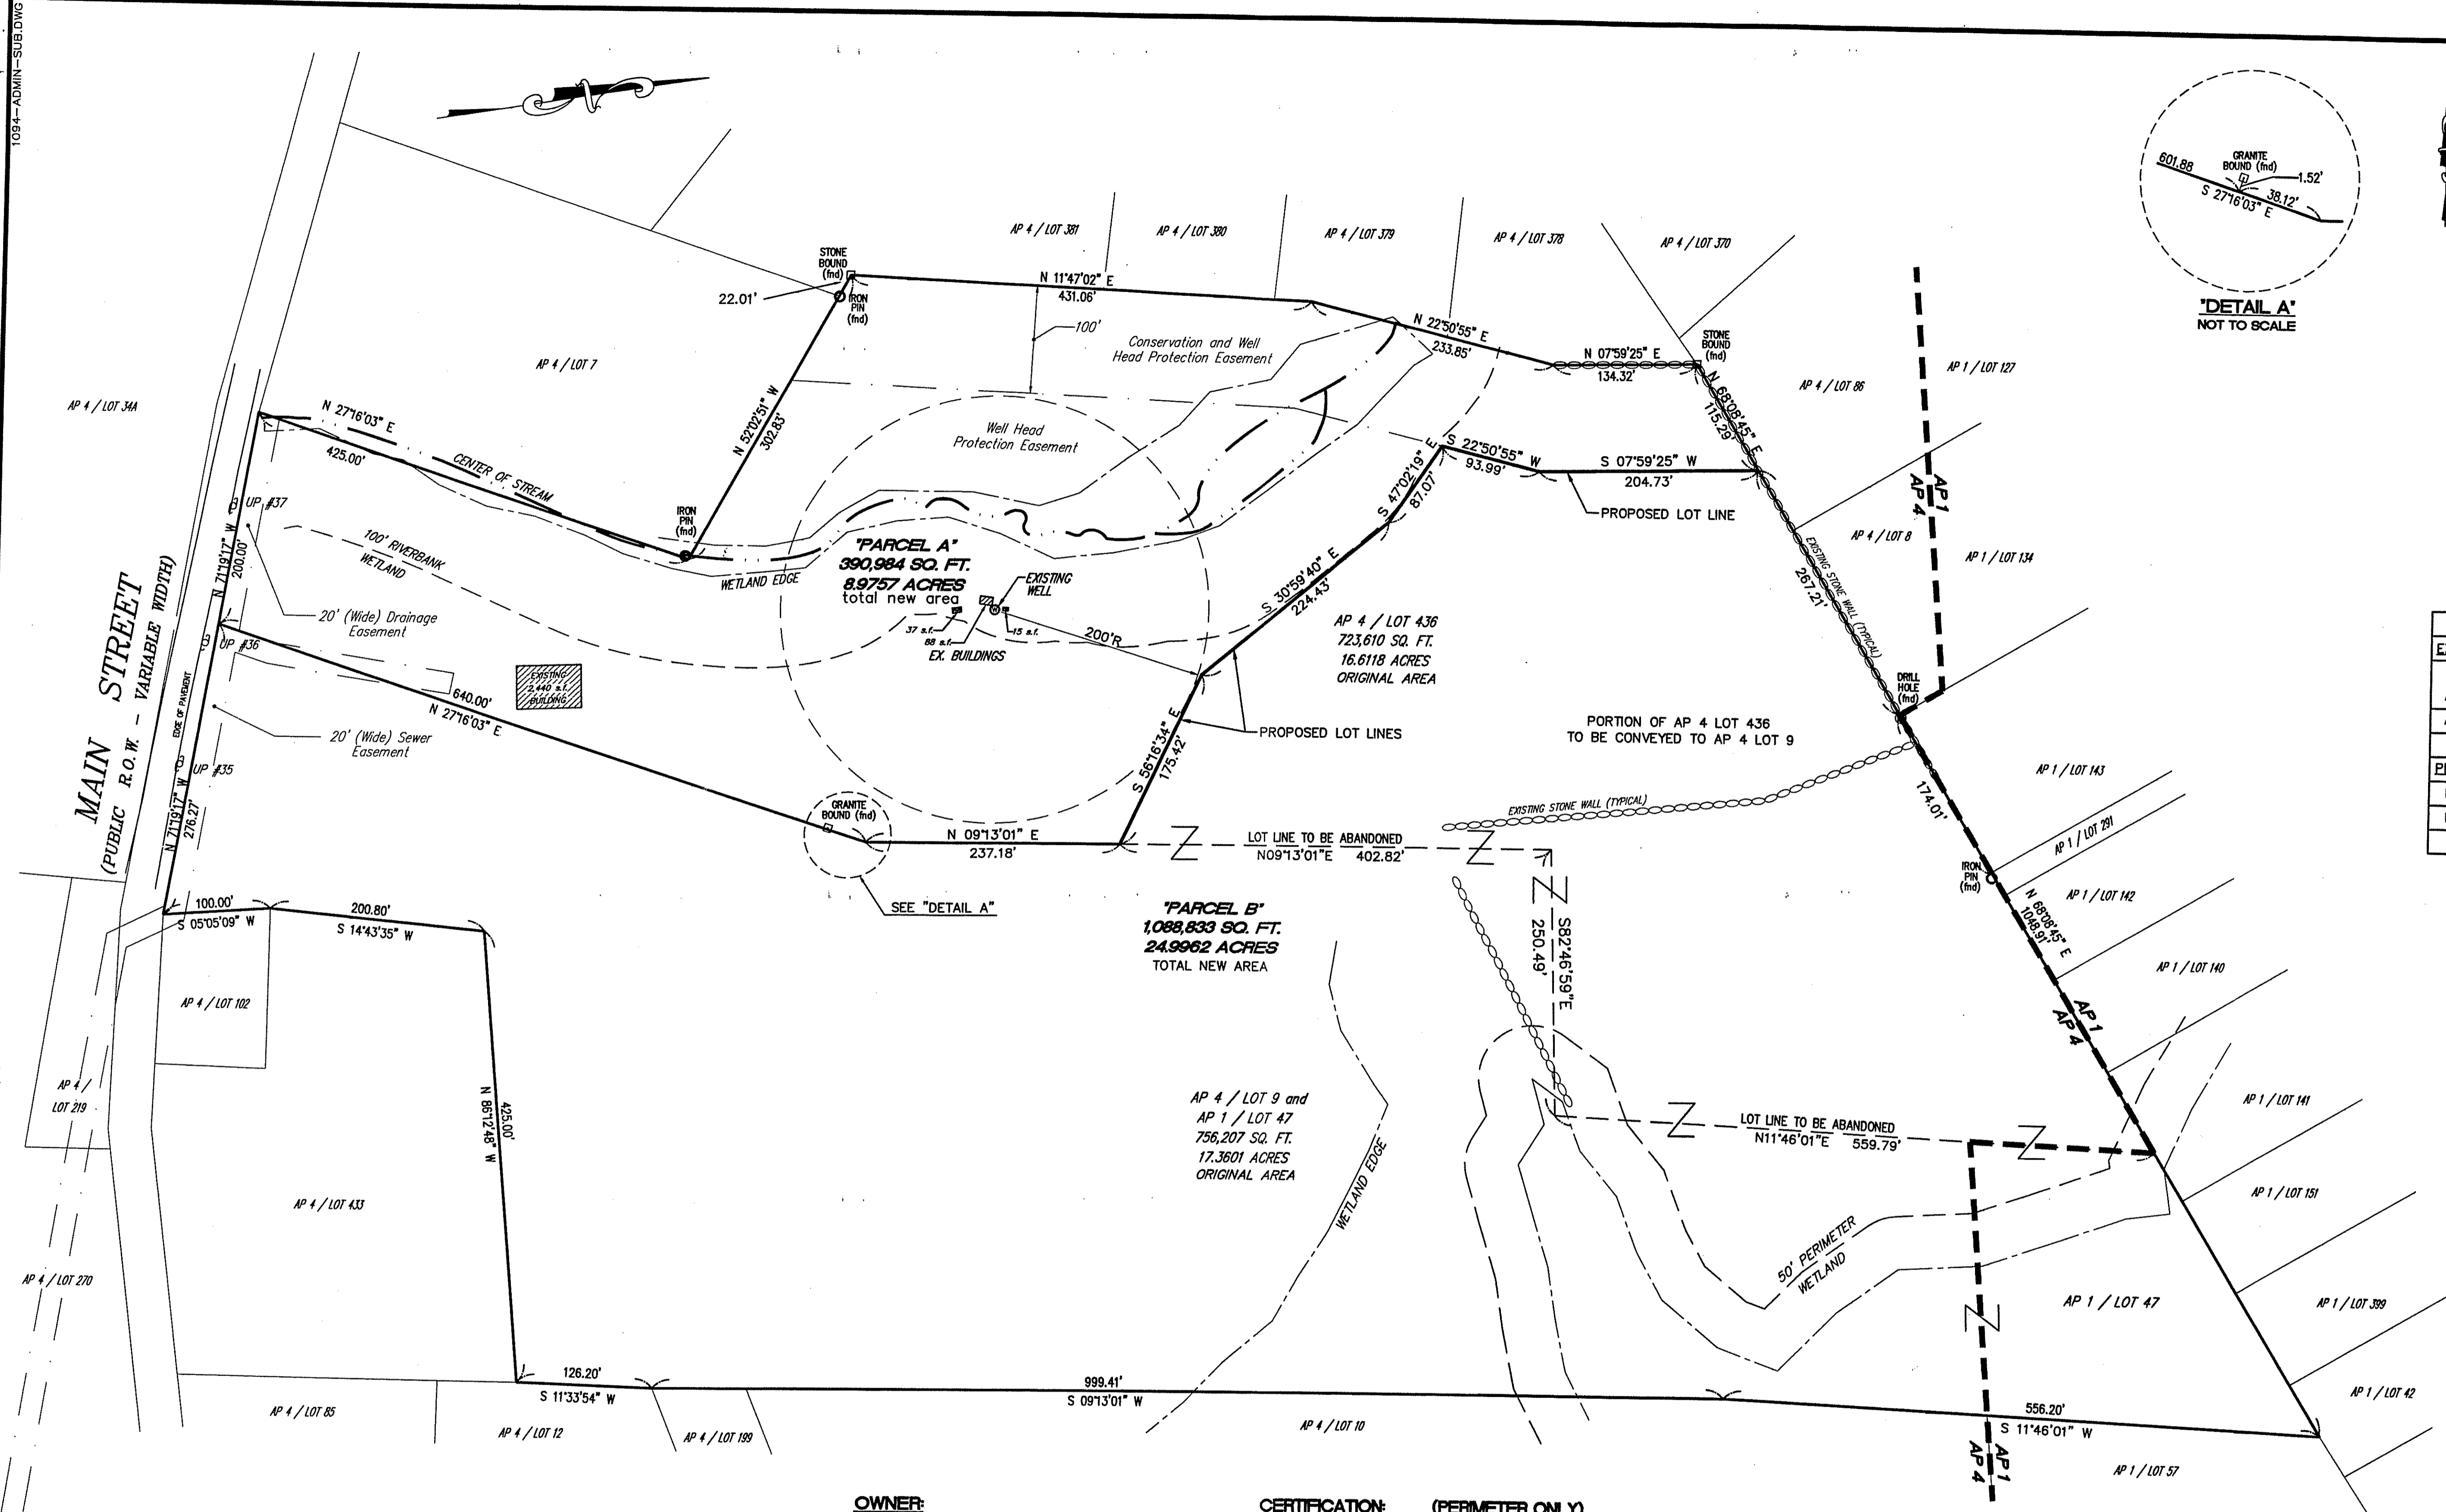 1094-ADMIN-SUB.DWG
N
601.88
GRANITE
BOUND (fnd)
1.52'
38.12'
S 27°16'03" E
"DETAIL A"
NOT TO SCALE
AP 4 / LOT 381
AP 4 / LOT 380
AP 4 / LOT 379
AP 4 / LOT 378
AP 4 / LOT 370
STONE
BOUND
(fnd)
22.01'
IRON
PIN
(fnd)
N 11°47'02" E
431.06'
100'
Conservation and Well
Head Protection Easement
N 22°50'55" E
233.85'
N 07°59'25" E
134.32'
STONE
BOUND
(fnd)
N 68°08'45" E
115.29'
AP 4 / LOT 86
AP 1 / LOT 127
AP 1
AP 4
AP 4 / LOT 7
AP 4 / LOT 34A
N 27°16'03" E
425.00'
CENTER OF STREAM
N 52°02'51" W
302.83'
Well Head
Protection Easement
S 47°02'19" E
87.07'
S 22°50'55" W
93.99'
S 07°59'25" W
204.73'
PROPOSED LOT LINE
EXISTING STONE WALL (TYPICAL)
267.21'
AP 4 / LOT 8
AP 1 / LOT 134
UP #37
N 71°19'17" W
200.00'
100' RIVERBANK
WETLAND
IRON
PIN
(fnd)
WETLAND EDGE
"PARCEL A"
390,984 SQ. FT.
8.9757 ACRES
total new area
EXISTING
WELL
37 s.f.
88 s.f.
15 s.f.
EX. BUILDINGS
200'R
S 30°59'40" E
224.43'
AP 4 / LOT 436
723,610 SQ. FT.
16.6118 ACRES
ORIGINAL AREA
MAIN STREET
(PUBLIC R.O.W. - VARIABLE WIDTH)
20' (Wide) Drainage
Easement
UP #36
EDGE OF PAVEMENT
EXISTING
2,440 s.f.
BUILDING
640.00'
N 27°16'03" E
20' (Wide) Sewer
Easement
UP #35
N 71°19'17" W
276.27'
S 56°16'34" E
175.42'
PROPOSED LOT LINES
PORTION OF AP 4 LOT 436
TO BE CONVEYED TO AP 4 LOT 9
DRILL
HOLE
(fnd)
EXISTING STONE WALL (TYPICAL)
174.01'
AP 1 / LOT 143
AP 1 / LOT 291
IRON
PIN
(fnd)
AP 1 / LOT 142
N 68°08'45" E
1048.91'
GRANITE
BOUND (fnd)
N 09°13'01" E
237.18'
LOT LINE TO BE ABANDONED
N09°13'01"E 402.82'
SEE "DETAIL A"
"PARCEL B"
1,088,833 SQ. FT.
24.9962 ACRES
TOTAL NEW AREA
S82°46'59"E
250.49'
100.00'
S 05°05'09" W
200.80'
S 14°43'35" W
AP 4 / LOT 102
AP 1 / LOT 140
AP 1
AP 4
AP 4 /
LOT 219
425.00'
N 86°12'48" W
AP 4 / LOT 9 and
AP 1 / LOT 47
756,207 SQ. FT.
17.3601 ACRES
ORIGINAL AREA
WETLAND EDGE
LOT LINE TO BE ABANDONED
N11°46'01"E 559.79'
AP 1 / LOT 141
AP 1 / LOT 151
AP 4 / LOT 433
AP 4 / LOT 270
50' PERIMETER
WETLAND
AP 1 / LOT 47
AP 1 / LOT 399
AP 1 / LOT 42
126.20'
S 11°33'54" W
999.41'
S 09°13'01" W
556.20'
S 11°46'01" W
AP 4 / LOT 85
AP 4 / LOT 12
AP 4 / LOT 199
AP 4 / LOT 10
AP 1
AP 4
AP 1 / LOT 57
OWNER:
CERTIFICATION: (PERIMETER ONLY)